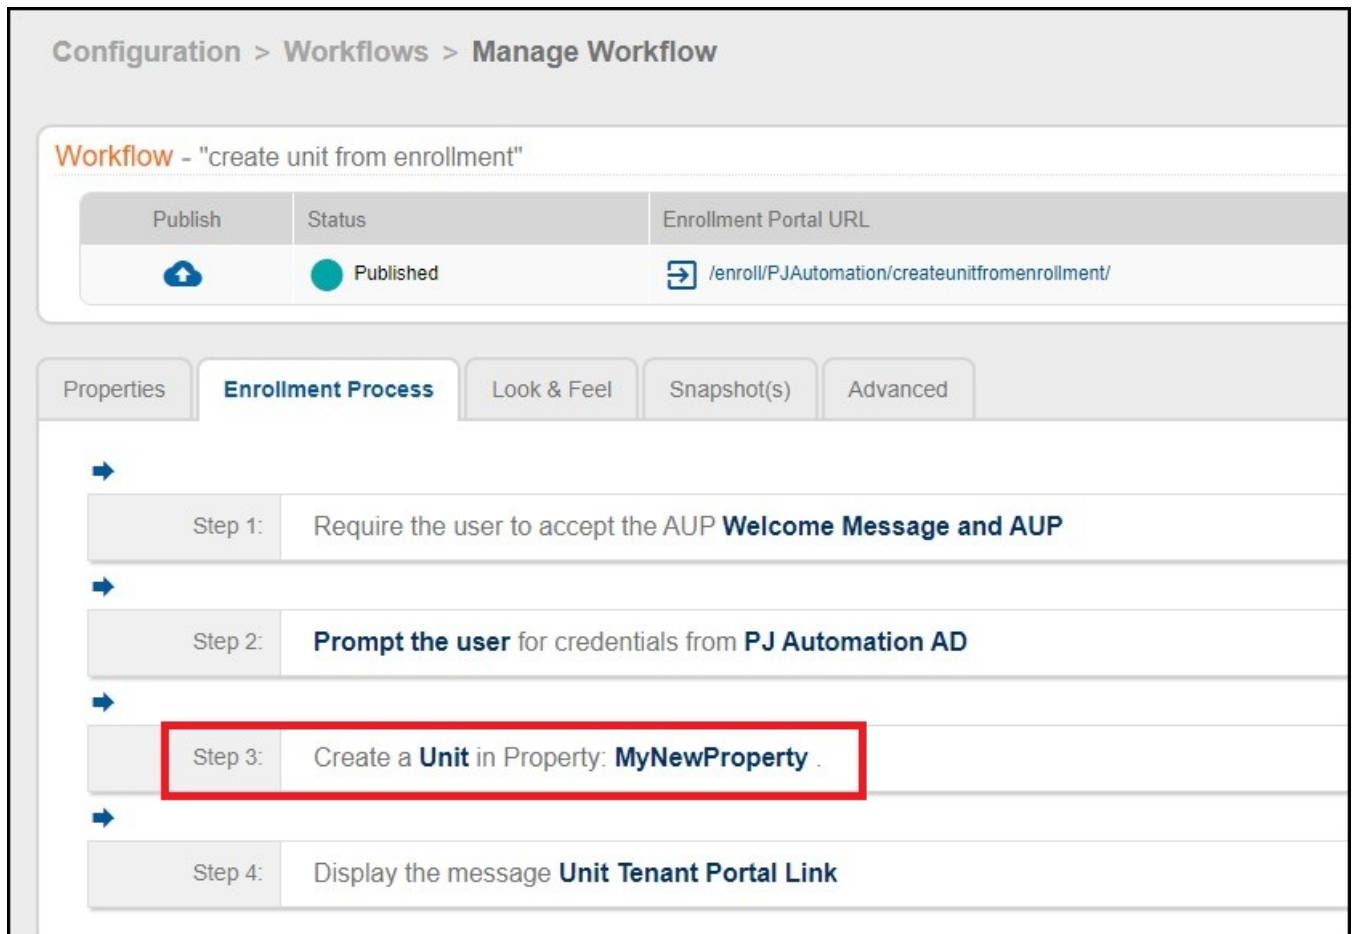 Configuration > Workflows > Manage Workflow
Workflow - "create unit from enrollment"
Publish Status Enrollment Portal URL
Published /enroll/PJAutomation/createunitfromenrollment/
Properties Enrollment Process Look & Feel Snapshot(s) Advanced
Step 1: Require the user to accept the AUP Welcome Message and AUP
Step 2: Prompt the user for credentials from PJ Automation AD
Step 3: Create a Unit in Property: MyNewProperty .
Step 4: Display the message Unit Tenant Portal Link